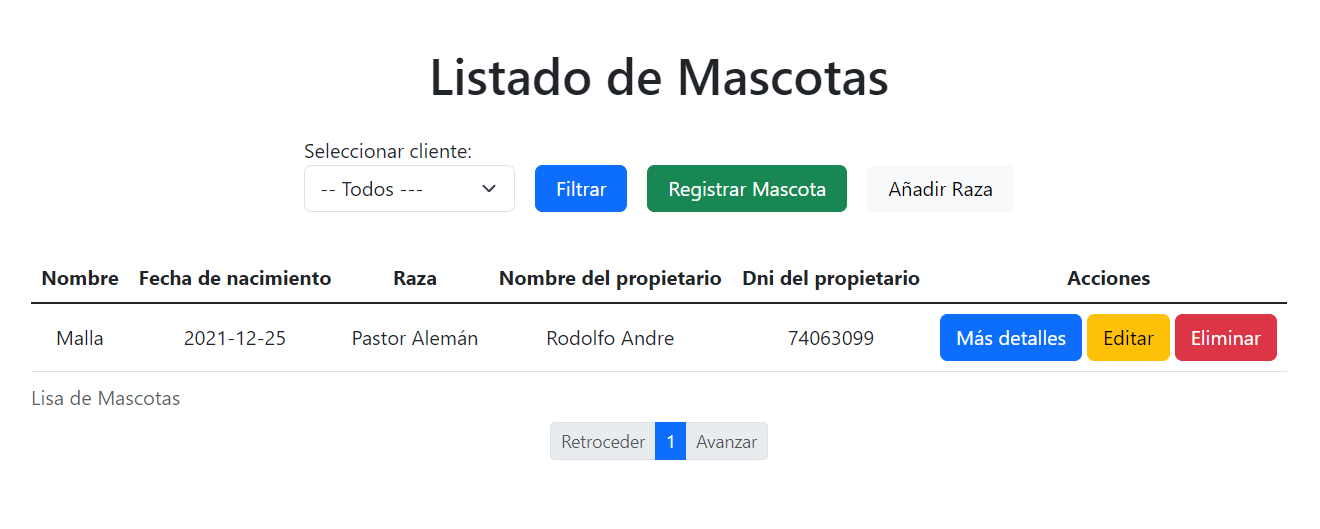 Listado de Mascotas
Seleccionar cliente:
-- Todos --- Filtrar Registrar Mascota Añadir Raza
Nombre Fecha de nacimiento Raza Nombre del propietario Dni del propietario Acciones
Malla 2021-12-25 Pastor Alemán Rodolfo Andre 74063099 Más detalles Editar Eliminar
Lisa de Mascotas
Retroceder 1 Avanzar